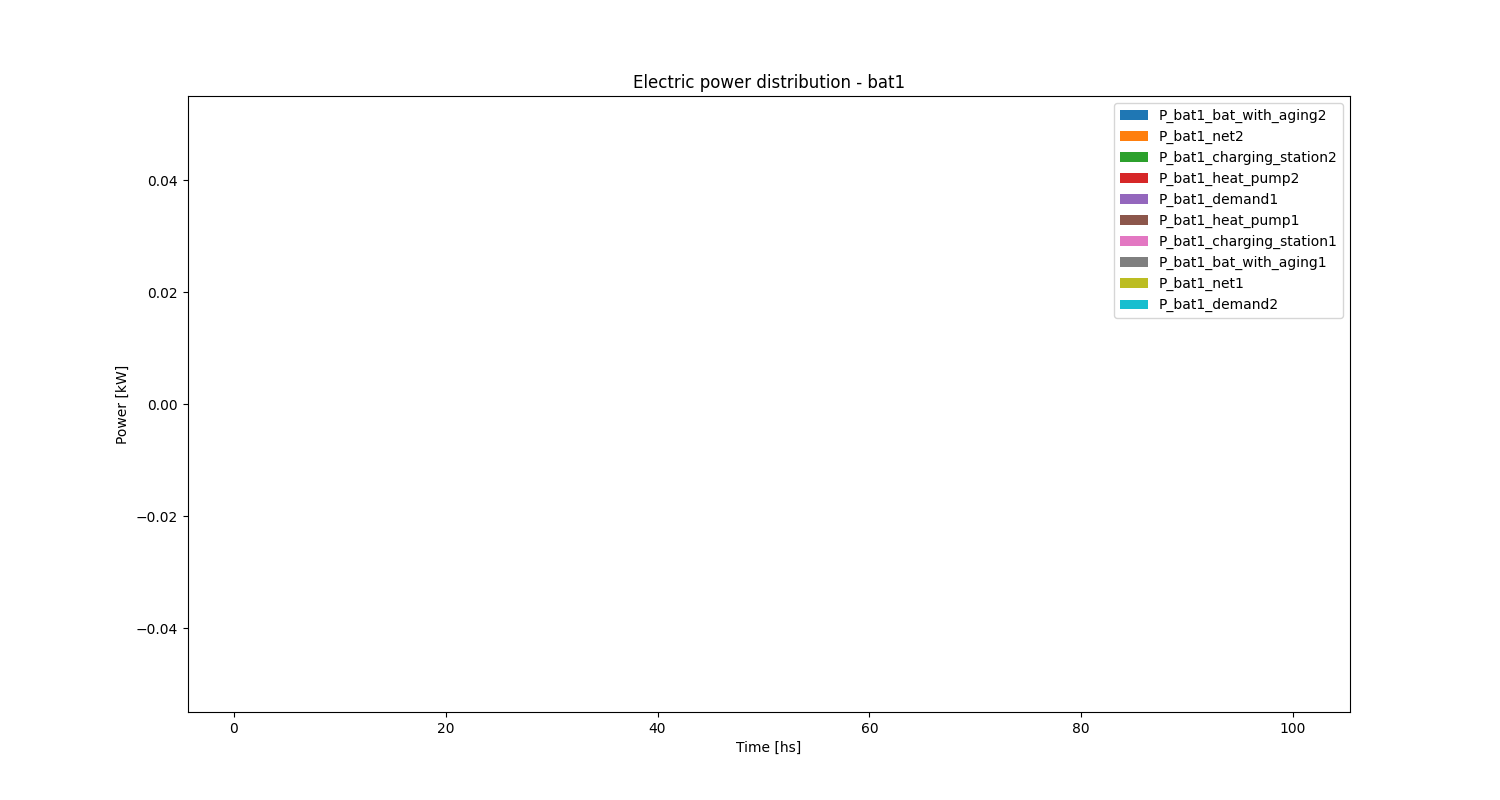 Electric power distribution - bat1
P_bat1_bat_with_aging2
P_bat1_net2
P_bat1_charging_station2
P_bat1_heat_pump2
P_bat1_demand1
P_bat1_heat_pump1
P_bat1_charging_station1
P_bat1_bat_with_aging1
P_bat1_net1
P_bat1_demand2
0.04
0.02
0.00
−0.02
−0.04
Power [kW]
0 20 40 60 80 100
Time [hs]